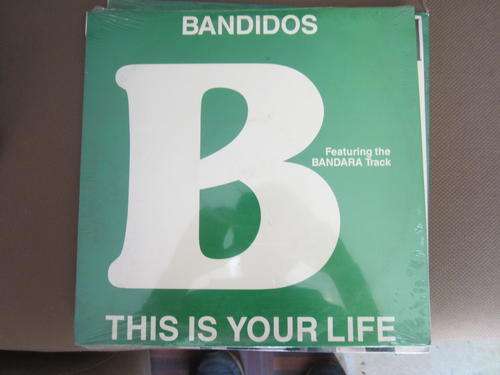 BANDIDOS
B
Featuring the
BANDARA Track
THIS IS YOUR LIFE